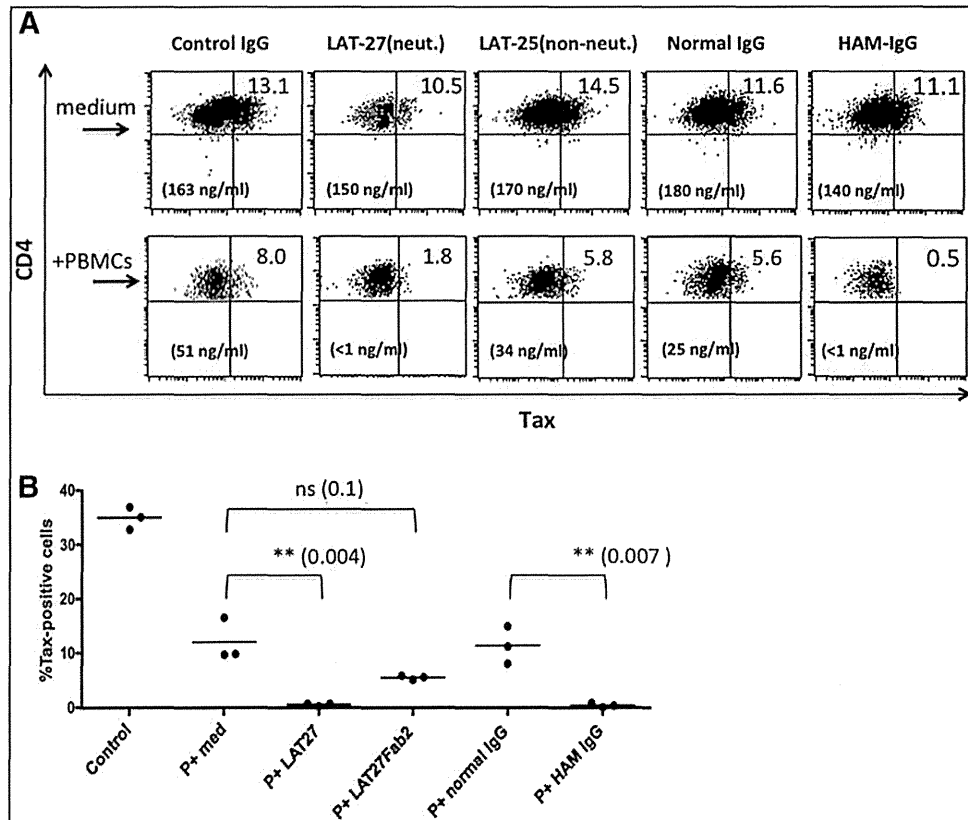 A
Control IgG LAT-27(neut.) LAT-25(non-neut.) Normal IgG HAM-IgG
medium
13.1 10.5 14.5 11.6 11.1
(163 ng/ml) (150 ng/ml) (170 ng/ml) (180 ng/ml) (140 ng/ml)
CD4
+PBMCs
8.0 1.8 5.8 5.6 0.5
(51 ng/ml) (<1 ng/ml) (34 ng/ml) (25 ng/ml) (<1 ng/ml)
Tax
B
%Tax-positive cells
40
30
20
10
0
ns (0.1)
** (0.004)
** (0.007 )
Control
P+ med
P+ LAT27
P+ LAT27Fab2
P+ normal IgG
P+ HAM IgG